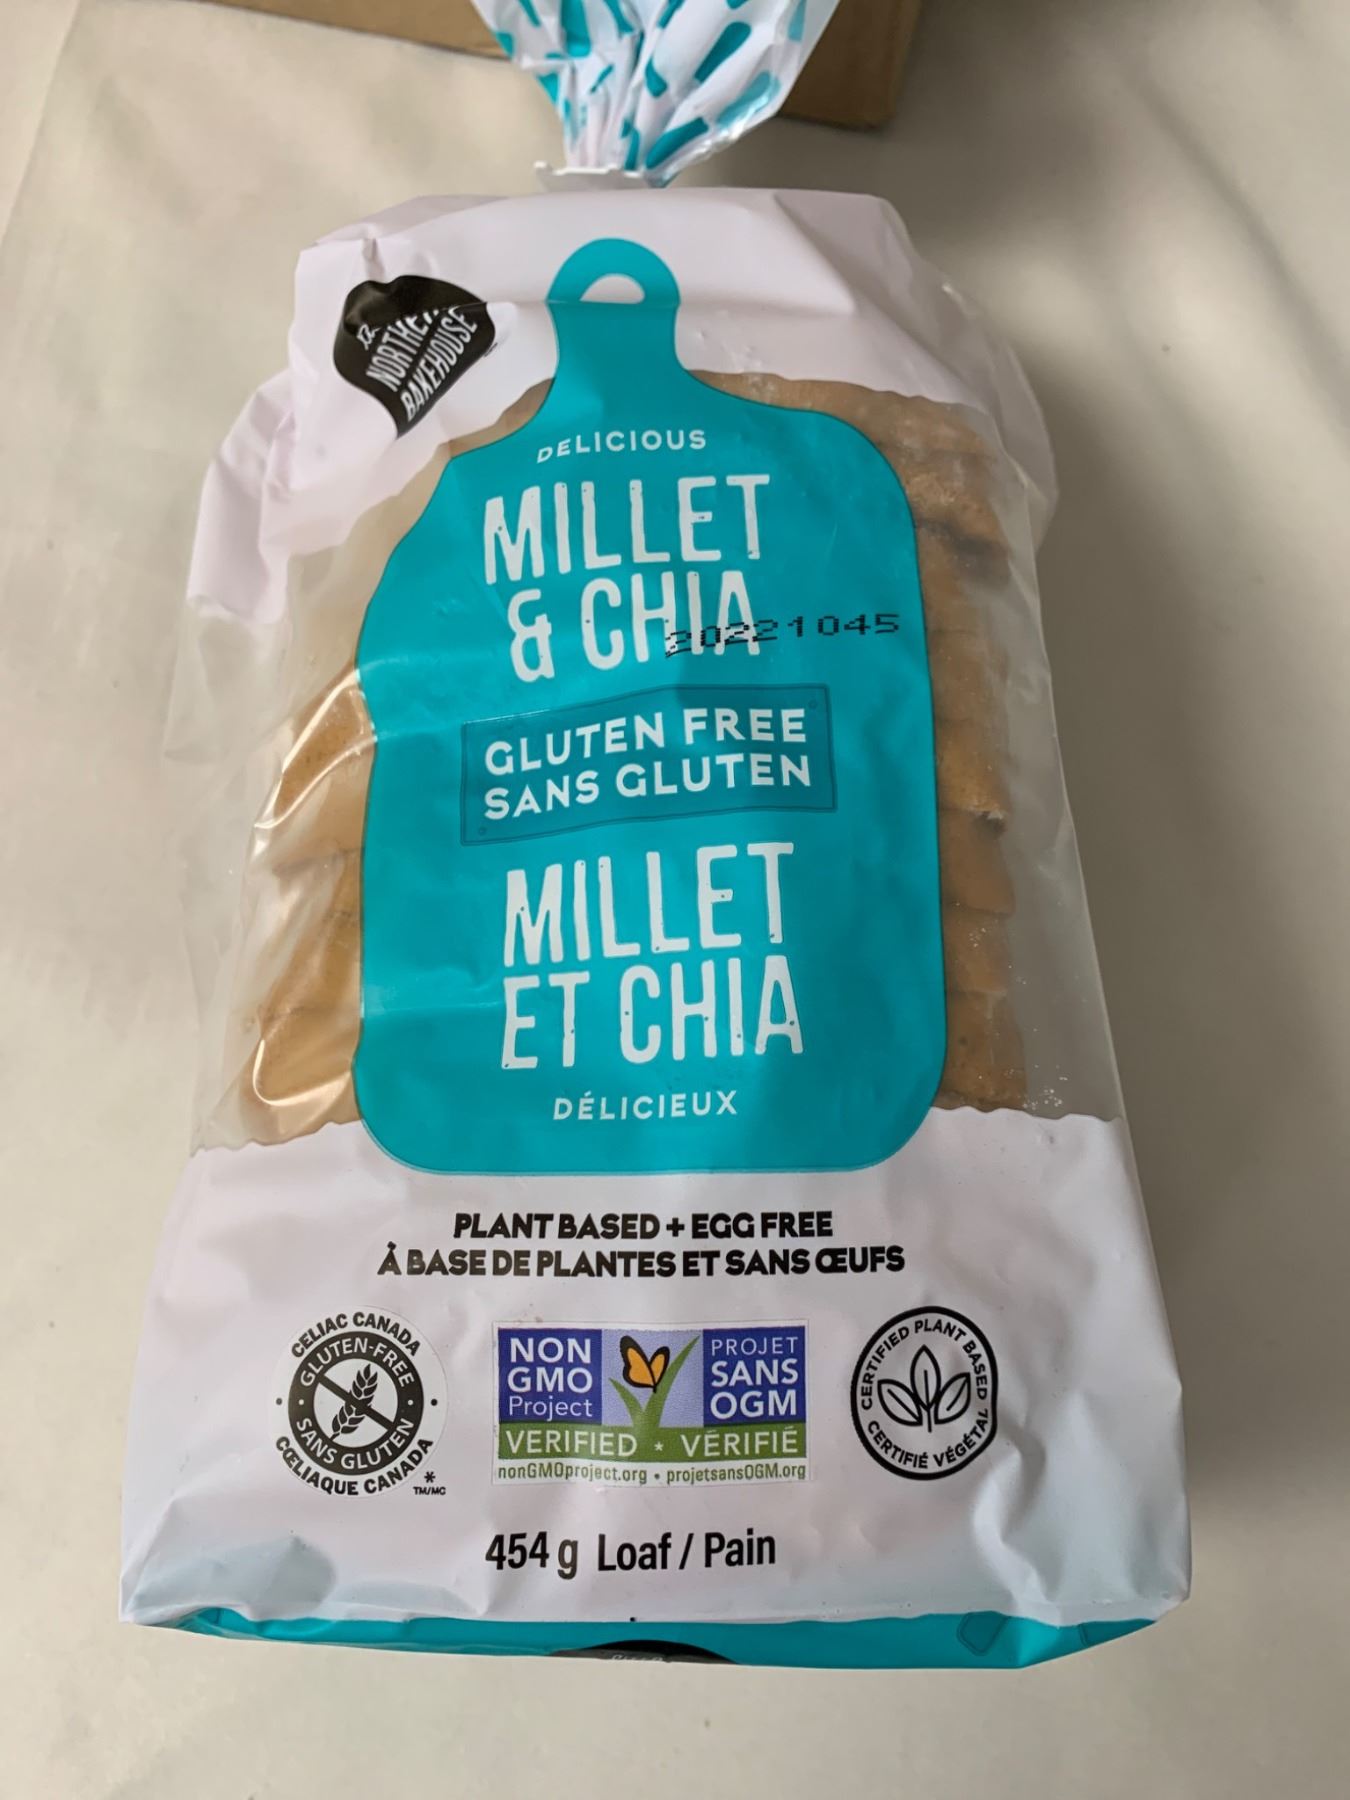 NORTHERN
BAKEHOUSE
DELICIOUS
MILLET
& CHIA
20221045
GLUTEN FREE
SANS GLUTEN
MILLET
ET CHIA
DÉLICIEUX
PLANT BASED + EGG FREE
À BASE DE PLANTES ET SANS ŒUFS
CELIAC CANADA
GLUTEN-FREE
SANS GLUTEN
CŒLIAQUE CANADA
*
TM/MC
NON
GMO
Project
PROJET
SANS
OGM
VERIFIED * VÉRIFIÉ
nonGMOproject.org • projetsansOGM.org
CERTIFIED PLANT BASED
CERTIFIÉ VÉGÉTAL
454 g Loaf / Pain